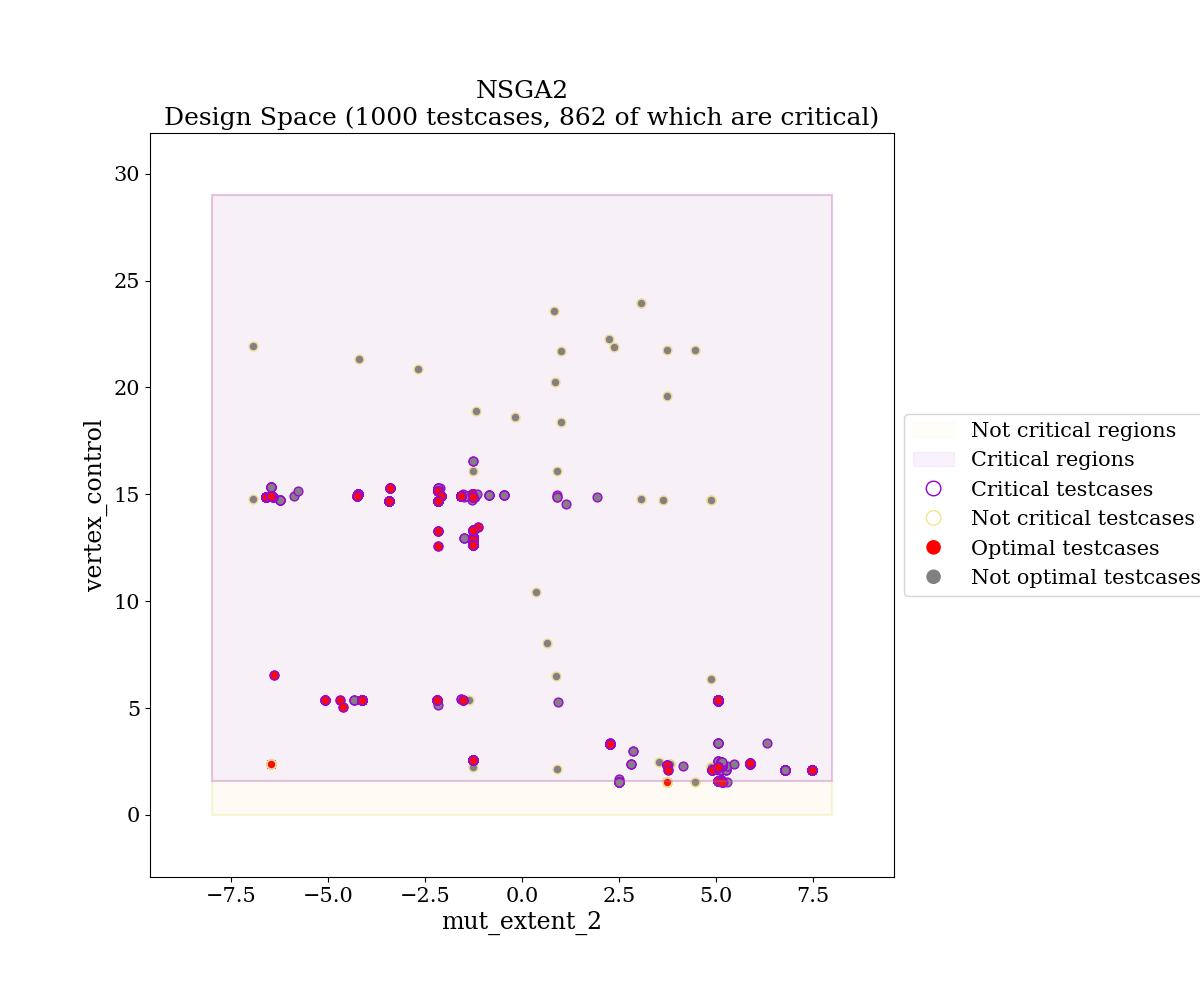 NSGA2
Design Space (1000 testcases, 862 of which are critical)
30
25
20
15
10
5
0
vertex_control
−7.5 −5.0 −2.5 0.0 2.5 5.0 7.5
mut_extent_2
Not critical regions
Critical regions
Critical testcases
Not critical testcases
Optimal testcases
Not optimal testcases